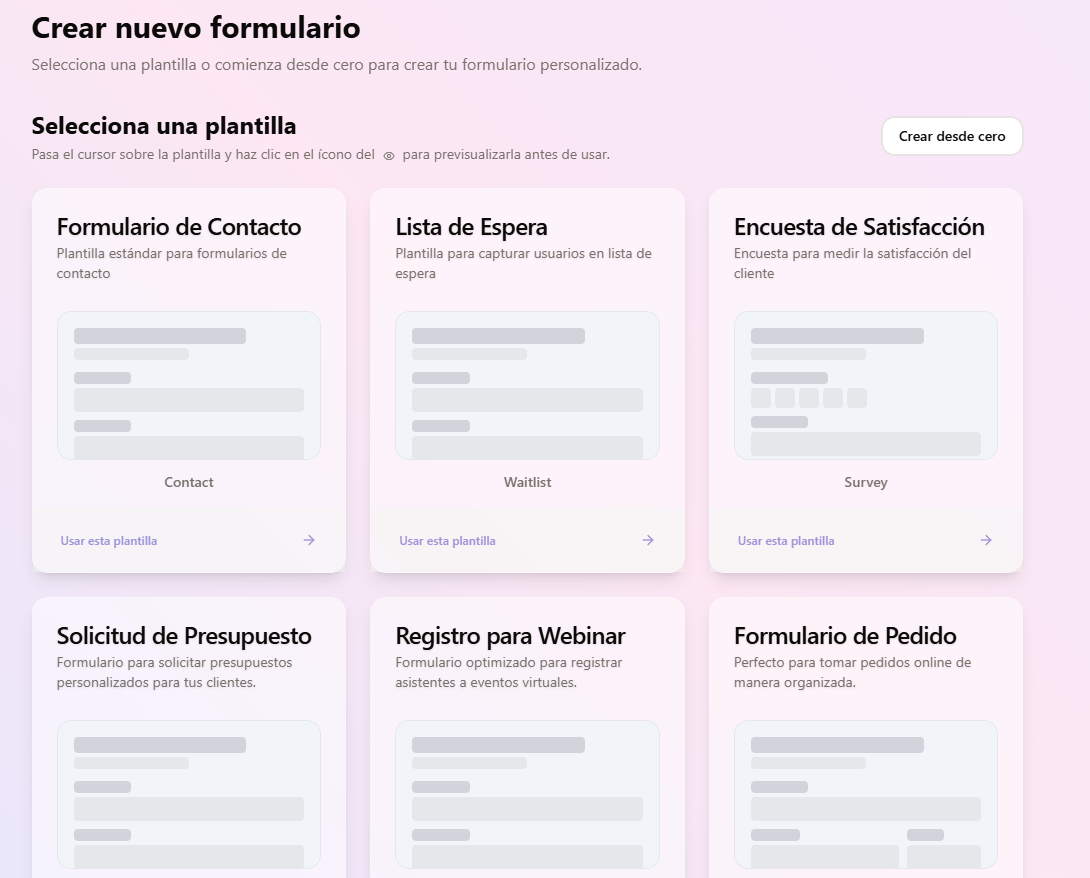 Crear nuevo formulario
Selecciona una plantilla o comienza desde cero para crear tu formulario personalizado.
Selecciona una plantilla
Pasa el cursor sobre la plantilla y haz clic en el ícono del para previsualizarla antes de usar.
Crear desde cero
Formulario de Contacto
Plantilla estándar para formularios de
contacto
Contact
Usar esta plantilla
Lista de Espera
Plantilla para capturar usuarios en lista de
espera
Waitlist
Usar esta plantilla
Encuesta de Satisfacción
Encuesta para medir la satisfacción del
cliente
Survey
Usar esta plantilla
Solicitud de Presupuesto
Formulario para solicitar presupuestos
personalizados para tus clientes.
Registro para Webinar
Formulario optimizado para registrar
asistentes a eventos virtuales.
Formulario de Pedido
Perfecto para tomar pedidos online de
manera organizada.